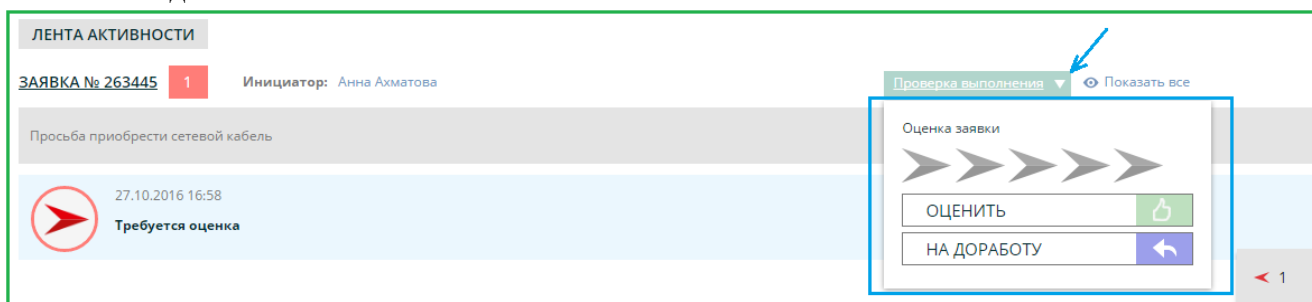 ЛЕНТА АКТИВНОСТИ
ЗАЯВКА № 263445 1 Инициатор: Анна Ахматова Проверка выполнения Показать все
Просьба приобрести сетевой кабель
Оценка заявки
27.10.2016 16:58
Требуется оценка
ОЦЕНИТЬ
НА ДОРАБОТУ
1